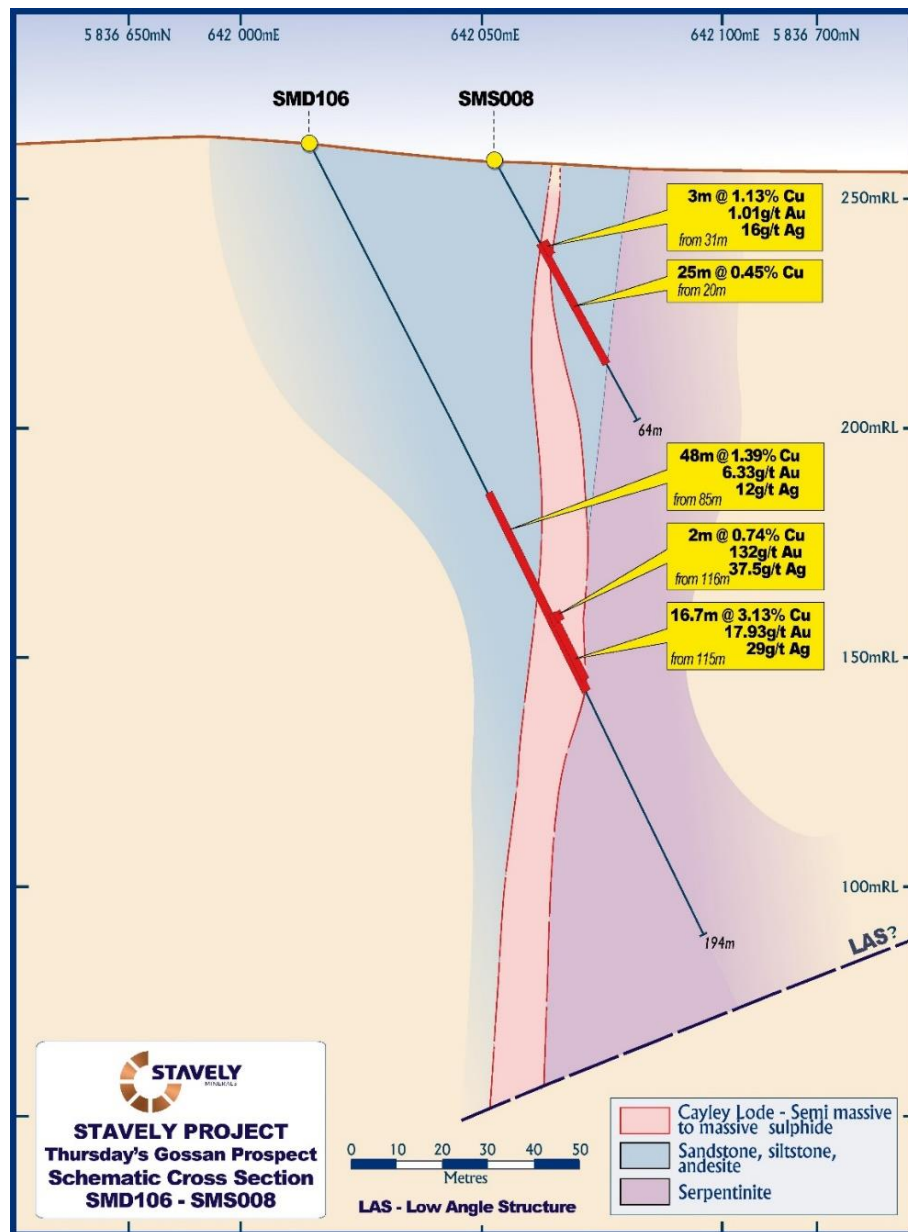 5 836 650mN 642 000mE 642 050mE 642 100mE 5 836 700mN
SMD106 SMS008
250mRL
3m @ 1.13% Cu
1.01g/t Au
16g/t Ag
from 31m
25m @ 0.45% Cu
from 20m
64m
200mRL
48m @ 1.39% Cu
6.33g/t Au
12g/t Ag
from 85m
2m @ 0.74% Cu
132g/t Au
37.5g/t Ag
from 116m
16.7m @ 3.13% Cu
17.93g/t Au
29g/t Ag
from 115m
150mRL
100mRL
194m
LAS?
STAVELY
MINERALS
STAVELY PROJECT
Thursday's Gossan Prospect
Schematic Cross Section
SMD106 - SMS008
0 10 20 30 40 50
Metres
LAS - Low Angle Structure
Cayley Lode - Semi massive
to massive sulphide
Sandstone, siltstone,
andesite
Serpentinite